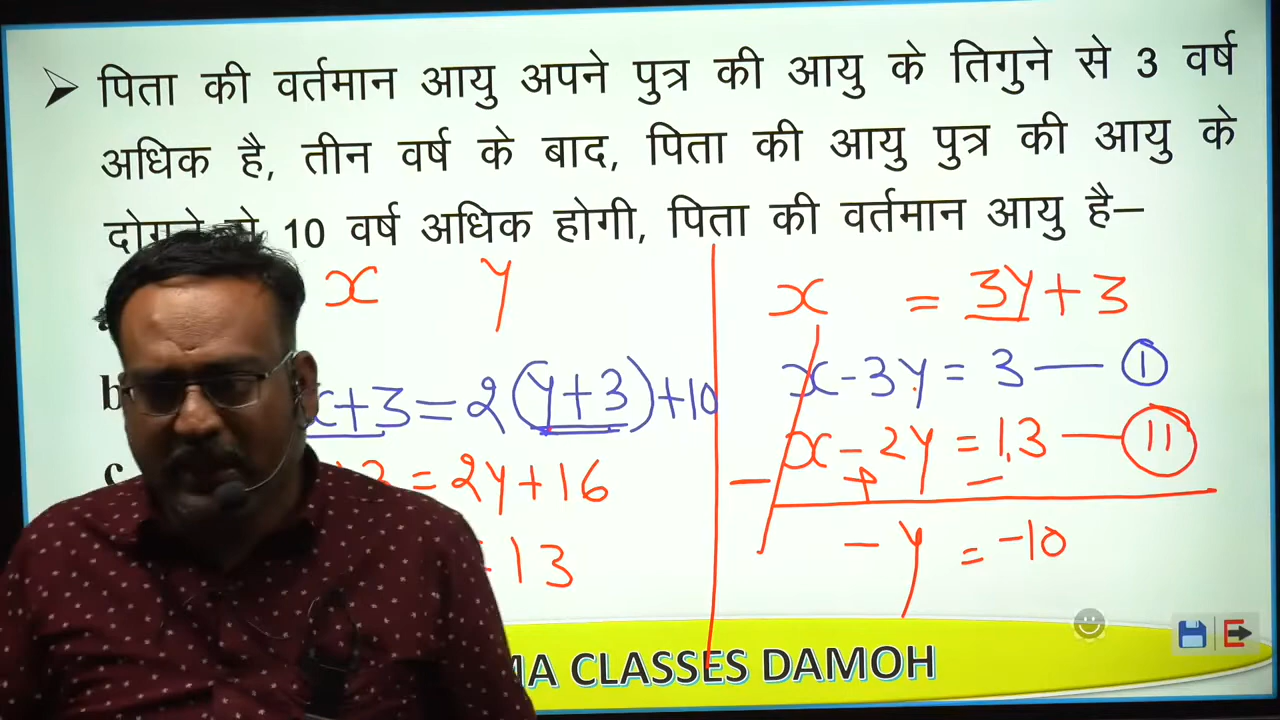 पिता की वर्तमान आयु अपने पुत्र की आयु के तिगुने से 3 वर्ष
अधिक है, तीन वर्ष के बाद, पिता की आयु पुत्र की आयु के
10 वर्ष अधिक होगी, पिता की वर्तमान आयु है–
x y
b
x+3=2(y+3)+10
c
= 2y+16
13
x = 3y+3
x-3y = 3 — ①
x-2y = 13 — ⑪
- + -
-y = -10
MA CLASSES DAMOH